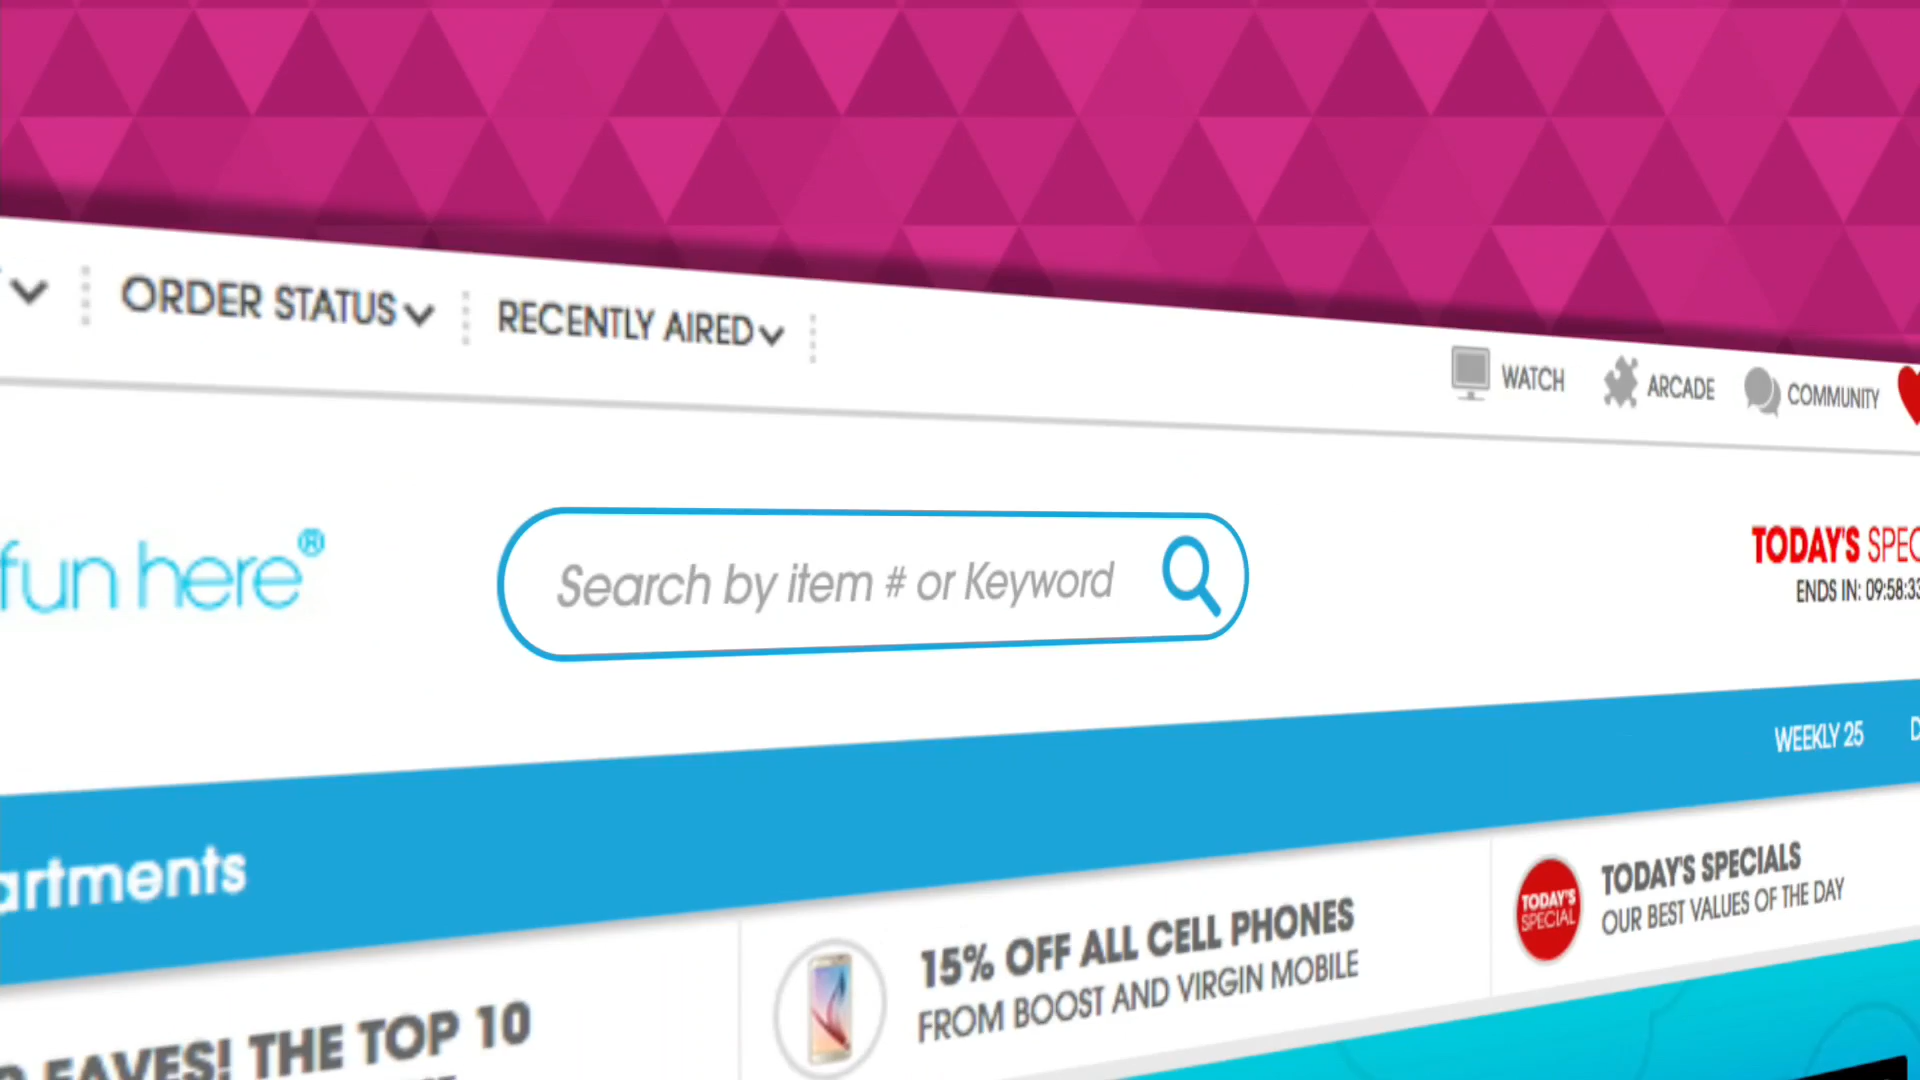 ORDER STATUS
RECENTLY AIRED
WATCH
ARCADE
COMMUNITY
fun here®
Search by item # or Keyword
TODAY'S SPEC
ENDS IN: 09:58:33
WEEKLY 25
artments
TODAY'S
SPECIAL
TODAY'S SPECIALS
OUR BEST VALUES OF THE DAY
15% OFF ALL CELL PHONES
FROM BOOST AND VIRGIN MOBILE
FAVES! THE TOP 10